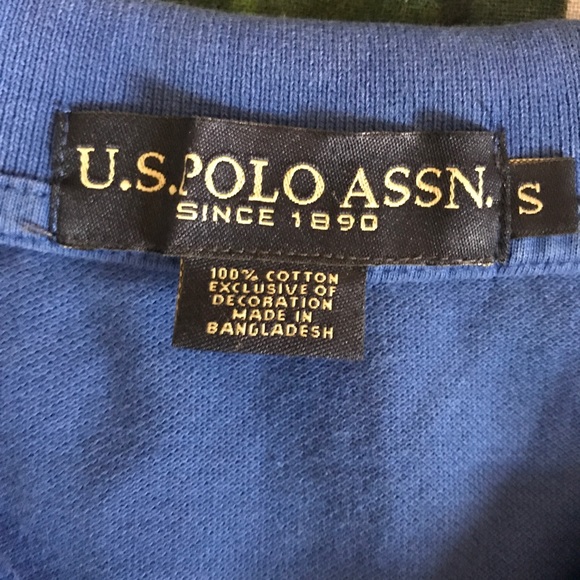 U.S. POLO ASSN.
SINCE 1890
S
100% COTTON
EXCLUSIVE OF
DECORATION
MADE IN
BANGLADESH